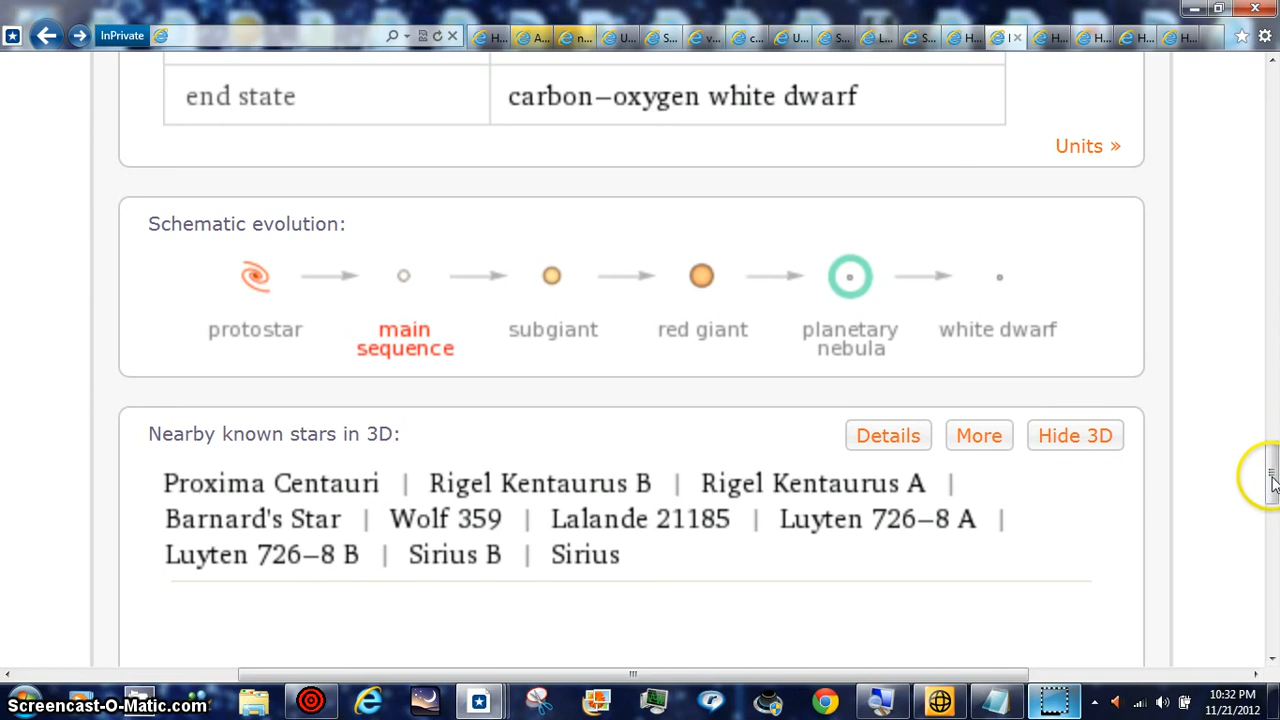 InPrivate
H... A... n... U... S... v... c... U... S... L... S... H... I H... H... H... H...
end state carbon–oxygen white dwarf
Units »
Schematic evolution:
protostar main sequence subgiant red giant planetary nebula white dwarf
Nearby known stars in 3D: Details More Hide 3D
Proxima Centauri | Rigel Kentaurus B | Rigel Kentaurus A |
Barnard's Star | Wolf 359 | Lalande 21185 | Luyten 726–8 A |
Luyten 726–8 B | Sirius B | Sirius
10:32 PM
11/21/2012
Screencast-O-Matic.com